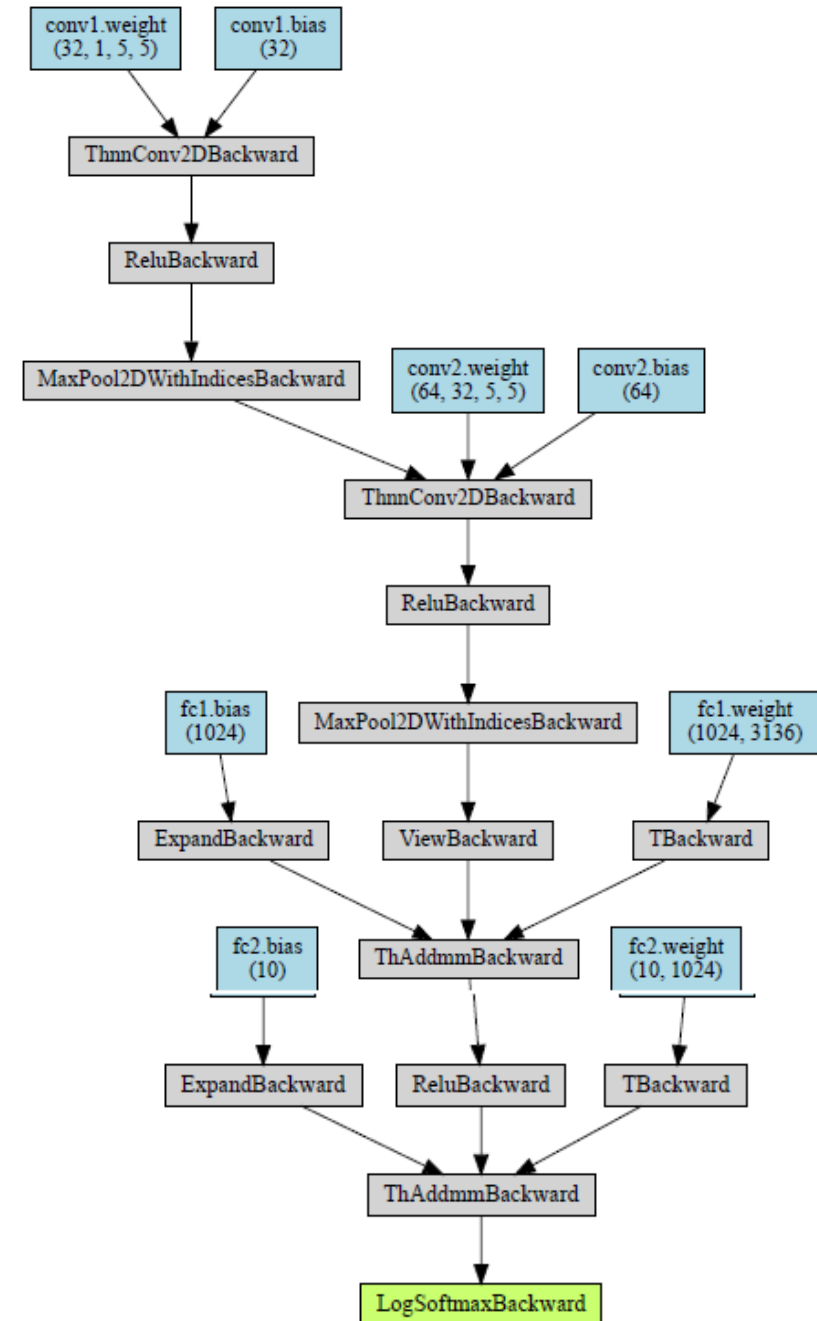 conv1.weight
(32, 1, 5, 5)
conv1.bias
(32)
ThnnConv2DBackward
ReluBackward
MaxPool2DWithIndicesBackward
conv2.weight
(64, 32, 5, 5)
conv2.bias
(64)
ThnnConv2DBackward
ReluBackward
fc1.bias
(1024)
MaxPool2DWithIndicesBackward
fc1.weight
(1024, 3136)
ExpandBackward
ViewBackward
TBackward
fc2.bias
(10)
ThAddmmBackward
fc2.weight
(10, 1024)
ExpandBackward
ReluBackward
TBackward
ThAddmmBackward
LogSoftmaxBackward